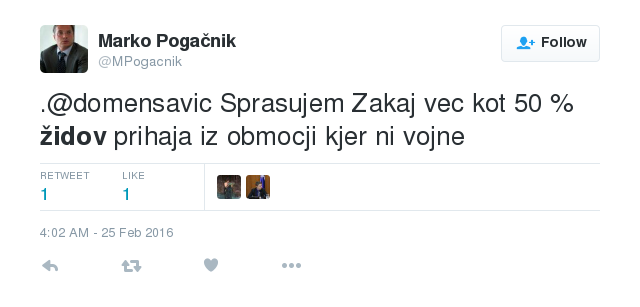 Marko Pogačnik
@MPogacnik
Follow
.@domensavic Sprasujem Zakaj vec kot 50 %
židov prihaja iz obmocji kjer ni vojne
RETWEET LIKE
1 1
4:02 AM - 25 Feb 2016